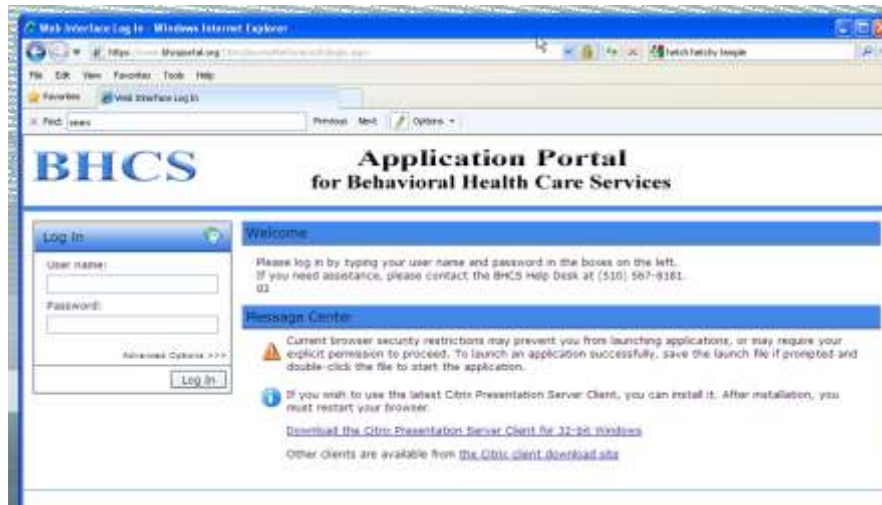 Web Interface Log In - Windows Internet Explorer
hetch hetchy temple
File Edit View Favorites Tools Help
Favorites Web Interface Log In
Find: Previous Next Options
BHCS
Application Portal
for Behavioral Health Care Services
Log In
User name:
Password:
Advanced Options >>>
Log In
Welcome
Please log in by typing your user name and password in the boxes on the left.
If you need assistance, please contact the BHCS Help Desk at (510) 567-8181.
03
Message Center
Current browser security restrictions may prevent you from launching applications, or may require your
explicit permission to proceed. To launch an application successfully, save the launch file if prompted and
double-click the file to start the application.
If you wish to use the latest Citrix Presentation Server Client, you can install it. After installation, you
must restart your browser.
Download the Citrix Presentation Server Client for 32-bit Windows
Other clients are available from the Citrix client download site